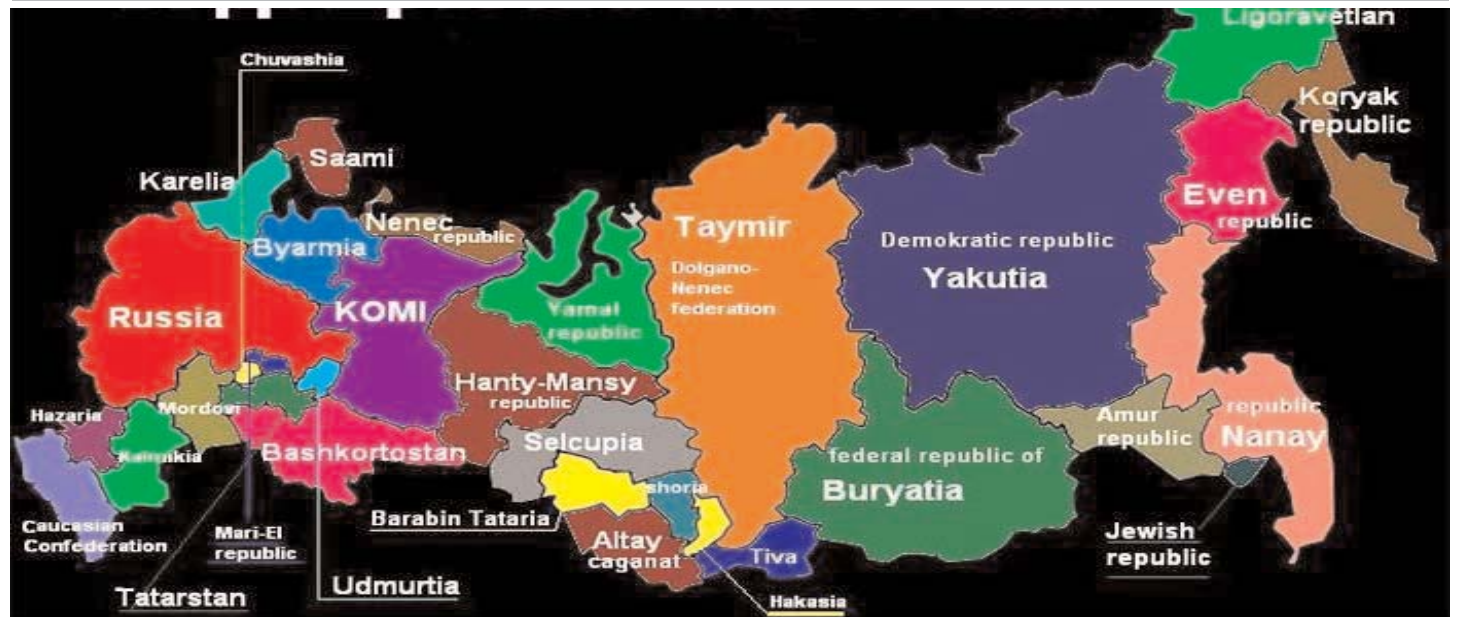 Ligoravetlan
Chuvashia
Koryak
republic
Saami
Karelia
Even
republic
Nenec
republic
Taymir
Byarmia
Demokratic republic
Dolgano-
Nenec
federation
Yakutia
KOMI
Russia
Yamal
republic
Hanty-Mansy
republic
Mordovi
Hazaria
republic
Nanay
Amur
republic
Selcupia
Bashkortostan
Kalmikia
federal republic of
Buryatia
shoria
Barabin Tataria
Caucasian
Confederation
Mari-El
republic
Jewish
republic
Altay
caganat
Tiva
Udmurtia
Tatarstan
Hakasia